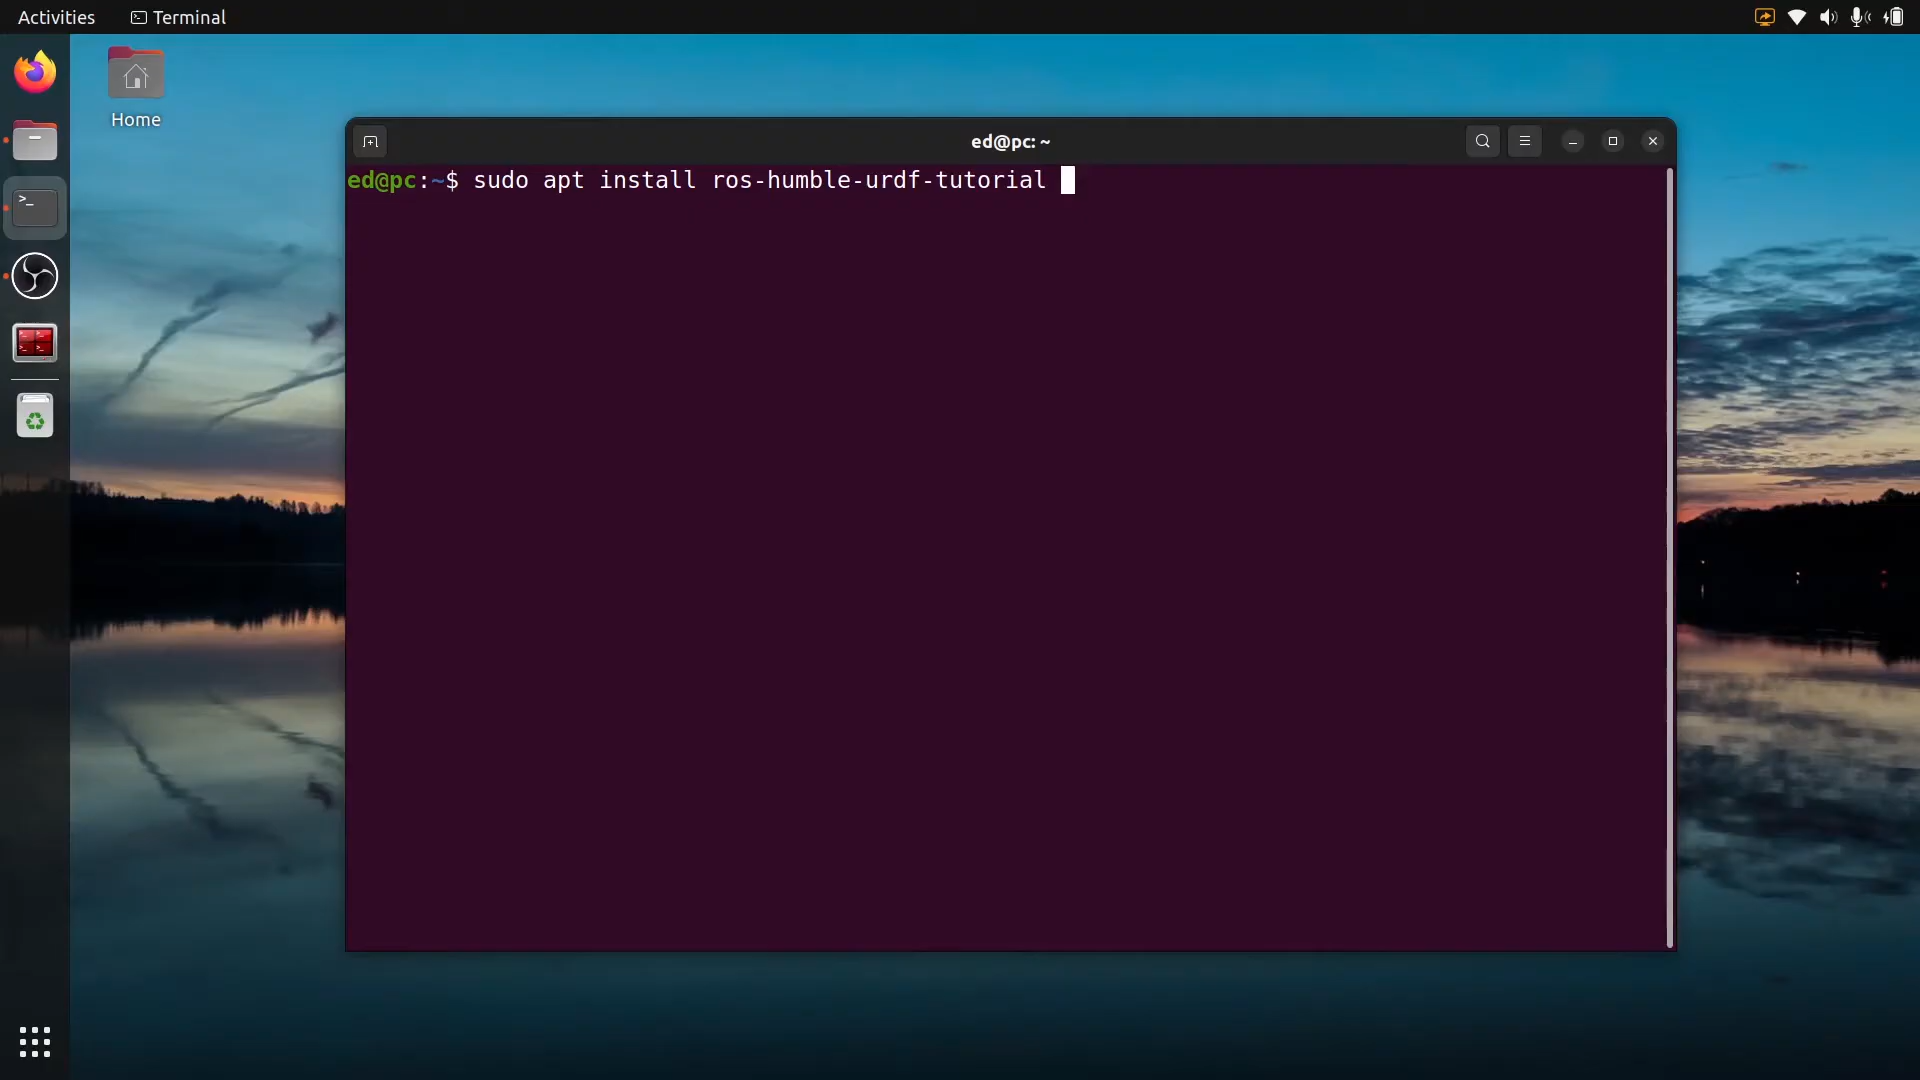 Activities
Terminal
Home
ed@pc: ~
ed@pc:~$ sudo apt install ros-humble-urdf-tutorial